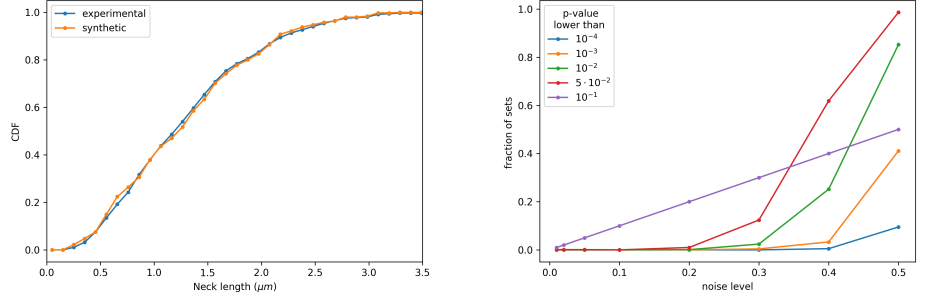 experimental
synthetic
1.0
0.8
0.6
0.4
0.2
0.0
CDF
0.0 0.5 1.0 1.5 2.0 2.5 3.0 3.5
Neck length (μm)
p-value
lower than
10⁻⁴
10⁻³
10⁻²
5 · 10⁻²
10⁻¹
1.0
0.8
0.6
0.4
0.2
0.0
fraction of sets
0.0 0.1 0.2 0.3 0.4 0.5
noise level